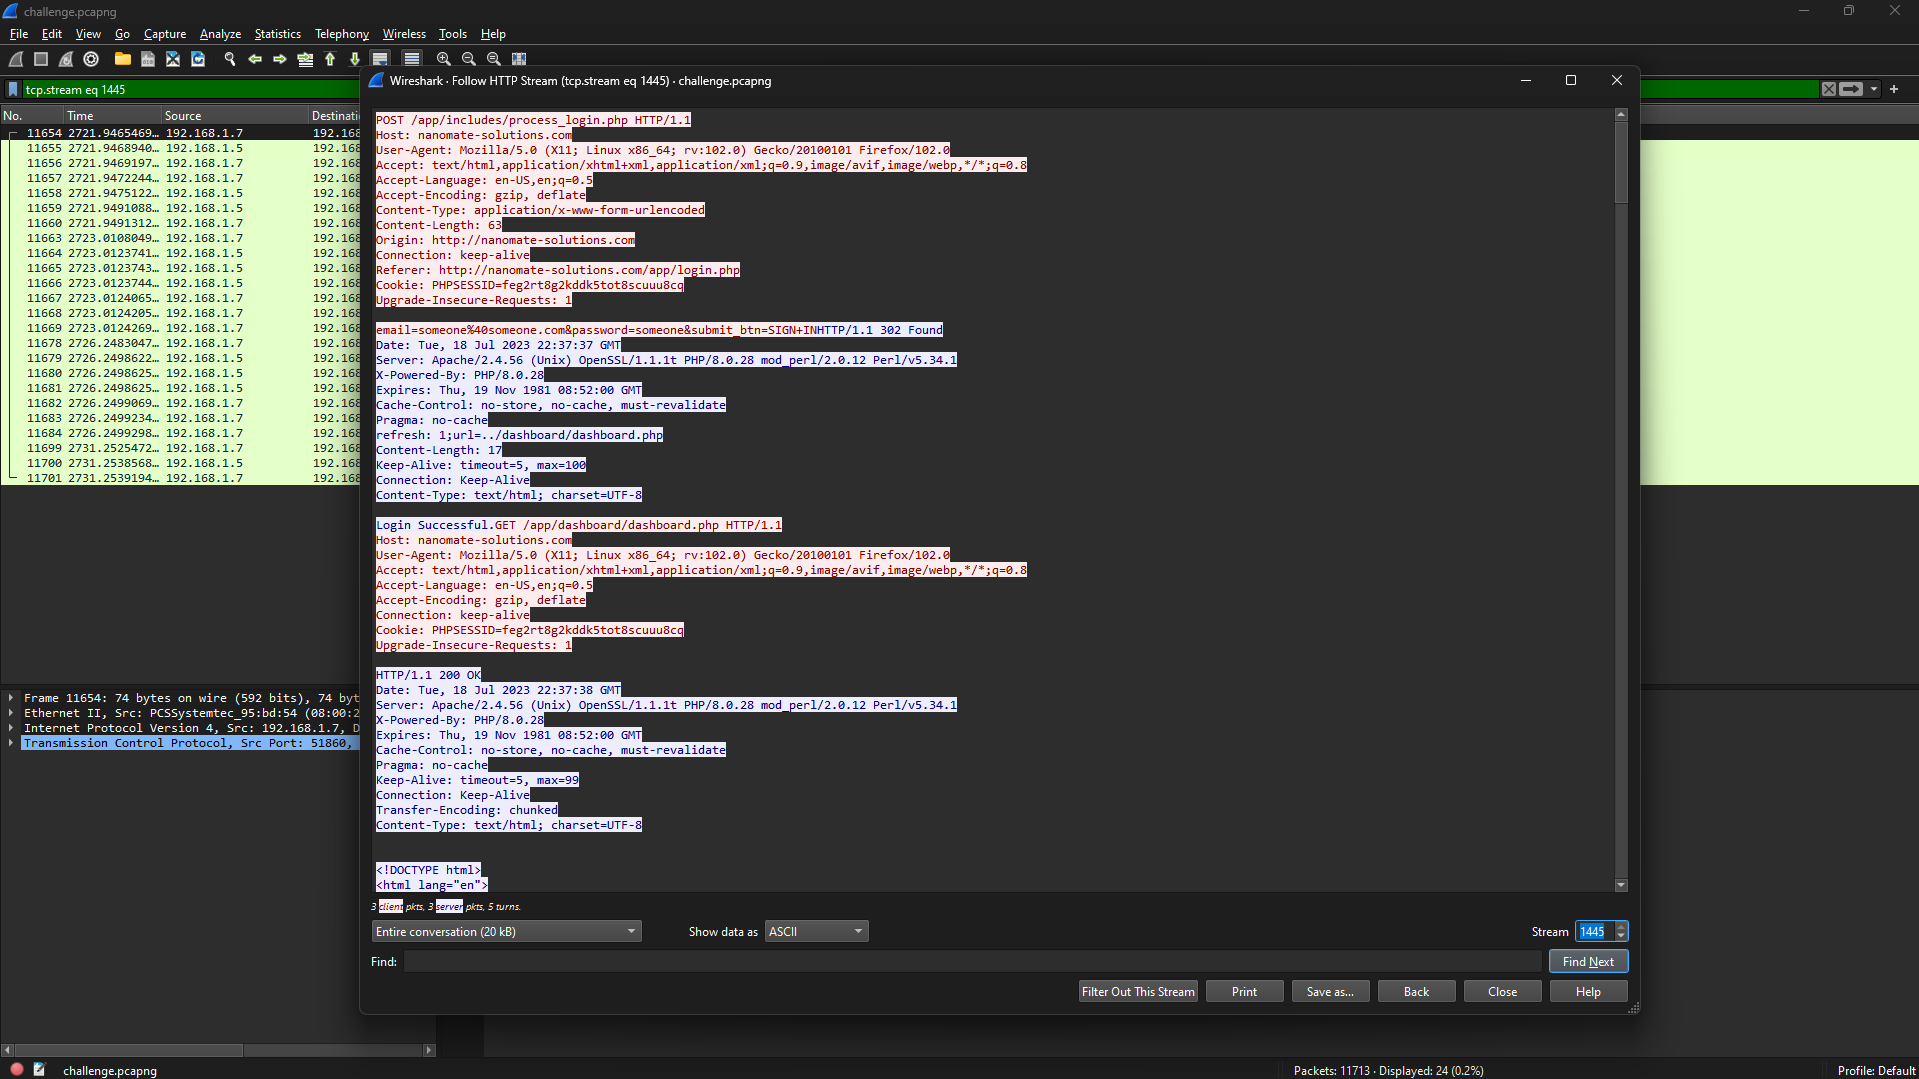 challenge.pcapng
File Edit View Go Capture Analyze Statistics Telephony Wireless Tools Help
tcp.stream eq 1445
Wireshark · Follow HTTP Stream (tcp.stream eq 1445) · challenge.pcapng
No. Time Source Destinati
11654 2721.9465469… 192.168.1.7 192.168
11655 2721.9468940… 192.168.1.5 192.168
11656 2721.9469197… 192.168.1.7 192.168
11657 2721.9472244… 192.168.1.7 192.168
11658 2721.9475122… 192.168.1.5 192.168
11659 2721.9491088… 192.168.1.5 192.168
11660 2721.9491312… 192.168.1.7 192.168
11663 2723.0108049… 192.168.1.7 192.168
11664 2723.0123741… 192.168.1.5 192.168
11665 2723.0123743… 192.168.1.5 192.168
11666 2723.0123744… 192.168.1.5 192.168
11667 2723.0124065… 192.168.1.7 192.168
11668 2723.0124205… 192.168.1.7 192.168
11669 2723.0124269… 192.168.1.7 192.168
11678 2726.2483047… 192.168.1.7 192.168
11679 2726.2498622… 192.168.1.5 192.168
11680 2726.2498625… 192.168.1.5 192.168
11681 2726.2498625… 192.168.1.5 192.168
11682 2726.2499069… 192.168.1.7 192.168
11683 2726.2499234… 192.168.1.7 192.168
11684 2726.2499298… 192.168.1.7 192.168
11699 2731.2525472… 192.168.1.7 192.168
11700 2731.2538568… 192.168.1.5 192.168
11701 2731.2539194… 192.168.1.7 192.168
Frame 11654: 74 bytes on wire (592 bits), 74 byt
Ethernet II, Src: PCSSystemtec_95:bd:54 (08:00:2
Internet Protocol Version 4, Src: 192.168.1.7, D
Transmission Control Protocol, Src Port: 51860,
POST /app/includes/process_login.php HTTP/1.1
Host: nanomate-solutions.com
User-Agent: Mozilla/5.0 (X11; Linux x86_64; rv:102.0) Gecko/20100101 Firefox/102.0
Accept: text/html,application/xhtml+xml,application/xml;q=0.9,image/avif,image/webp,*/*;q=0.8
Accept-Language: en-US,en;q=0.5
Accept-Encoding: gzip, deflate
Content-Type: application/x-www-form-urlencoded
Content-Length: 63
Origin: http://nanomate-solutions.com
Connection: keep-alive
Referer: http://nanomate-solutions.com/app/login.php
Cookie: PHPSESSID=feg2rt8g2kddk5tot8scuuu8cq
Upgrade-Insecure-Requests: 1
email=someone%40someone.com&password=someone&submit_btn=SIGN+INHTTP/1.1 302 Found
Date: Tue, 18 Jul 2023 22:37:37 GMT
Server: Apache/2.4.56 (Unix) OpenSSL/1.1.1t PHP/8.0.28 mod_perl/2.0.12 Perl/v5.34.1
X-Powered-By: PHP/8.0.28
Expires: Thu, 19 Nov 1981 08:52:00 GMT
Cache-Control: no-store, no-cache, must-revalidate
Pragma: no-cache
refresh: 1;url=../dashboard/dashboard.php
Content-Length: 17
Keep-Alive: timeout=5, max=100
Connection: Keep-Alive
Content-Type: text/html; charset=UTF-8
Login Successful.GET /app/dashboard/dashboard.php HTTP/1.1
Host: nanomate-solutions.com
User-Agent: Mozilla/5.0 (X11; Linux x86_64; rv:102.0) Gecko/20100101 Firefox/102.0
Accept: text/html,application/xhtml+xml,application/xml;q=0.9,image/avif,image/webp,*/*;q=0.8
Accept-Language: en-US,en;q=0.5
Accept-Encoding: gzip, deflate
Connection: keep-alive
Cookie: PHPSESSID=feg2rt8g2kddk5tot8scuuu8cq
Upgrade-Insecure-Requests: 1
HTTP/1.1 200 OK
Date: Tue, 18 Jul 2023 22:37:38 GMT
Server: Apache/2.4.56 (Unix) OpenSSL/1.1.1t PHP/8.0.28 mod_perl/2.0.12 Perl/v5.34.1
X-Powered-By: PHP/8.0.28
Expires: Thu, 19 Nov 1981 08:52:00 GMT
Cache-Control: no-store, no-cache, must-revalidate
Pragma: no-cache
Keep-Alive: timeout=5, max=99
Connection: Keep-Alive
Transfer-Encoding: chunked
Content-Type: text/html; charset=UTF-8
<!DOCTYPE html>
<html lang="en">
3 client pkts, 3 server pkts, 5 turns.
Entire conversation (20 kB) Show data as ASCII Stream 1445
Find: Find Next
Filter Out This Stream Print Save as... Back Close Help
challenge.pcapng Packets: 11713 · Displayed: 24 (0.2%) Profile: Default